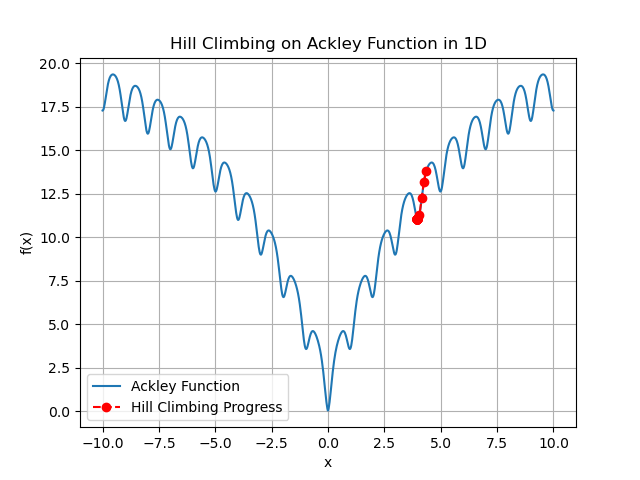 Hill Climbing on Ackley Function in 1D
20.0
17.5
15.0
12.5
10.0
7.5
5.0
2.5
0.0
f(x)
Ackley Function
Hill Climbing Progress
−10.0 −7.5 −5.0 −2.5 0.0 2.5 5.0 7.5 10.0
x